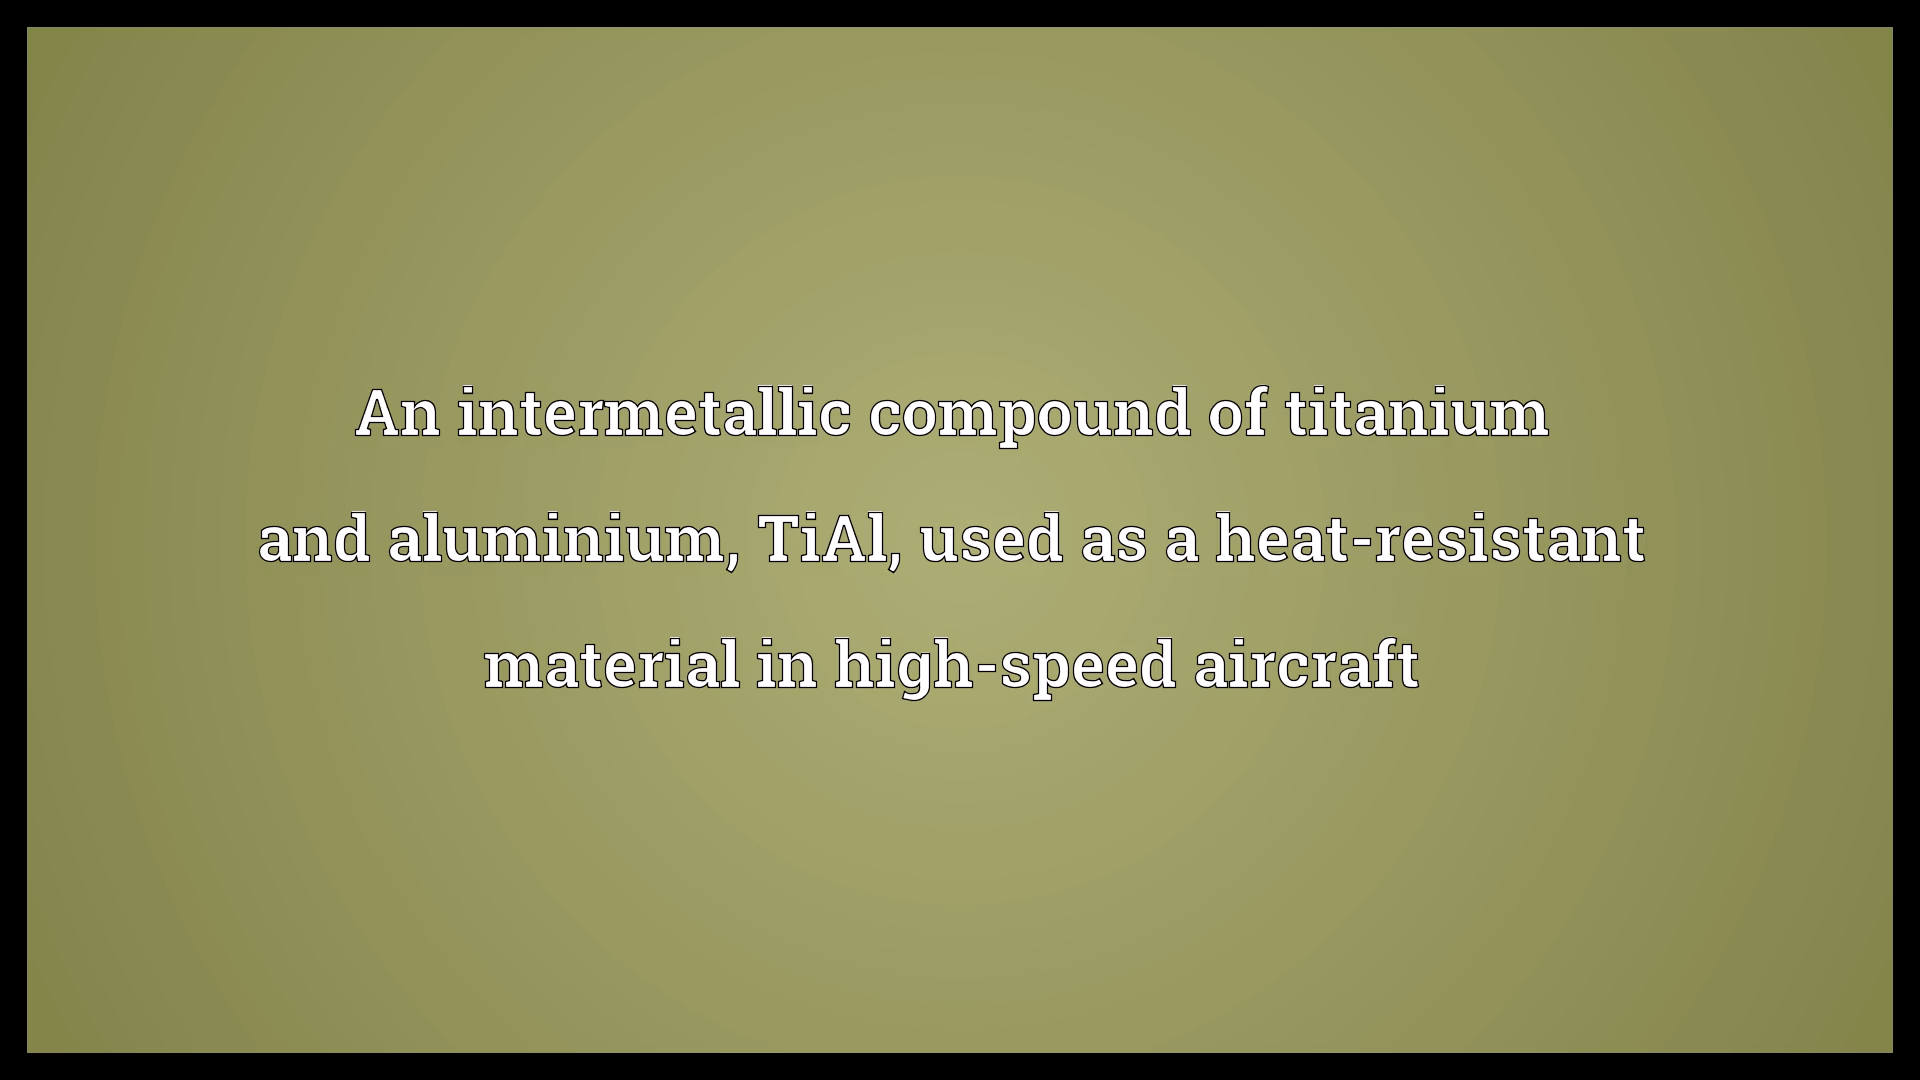 An intermetallic compound of titanium
and aluminium, TiAl, used as a heat-resistant
material in high-speed aircraft